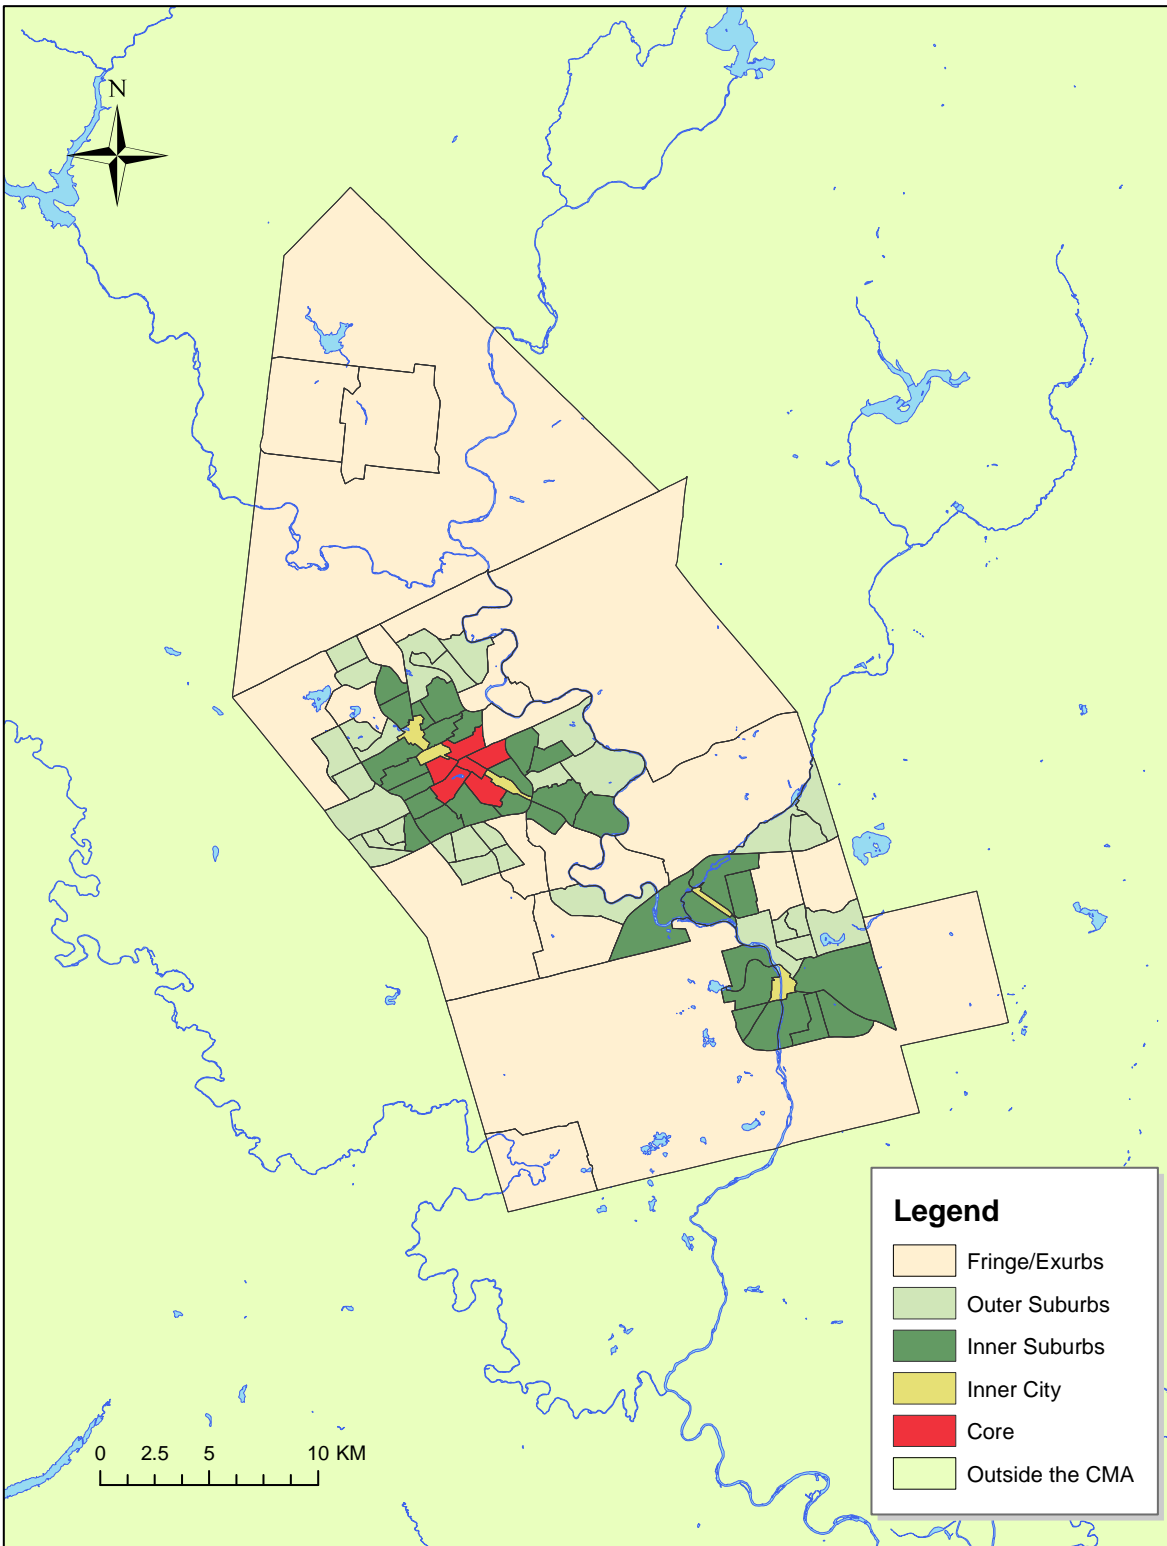 N
Legend
Fringe/Exurbs
Outer Suburbs
Inner Suburbs
Inner City
Core
Outside the CMA
0 2.5 5 10 KM